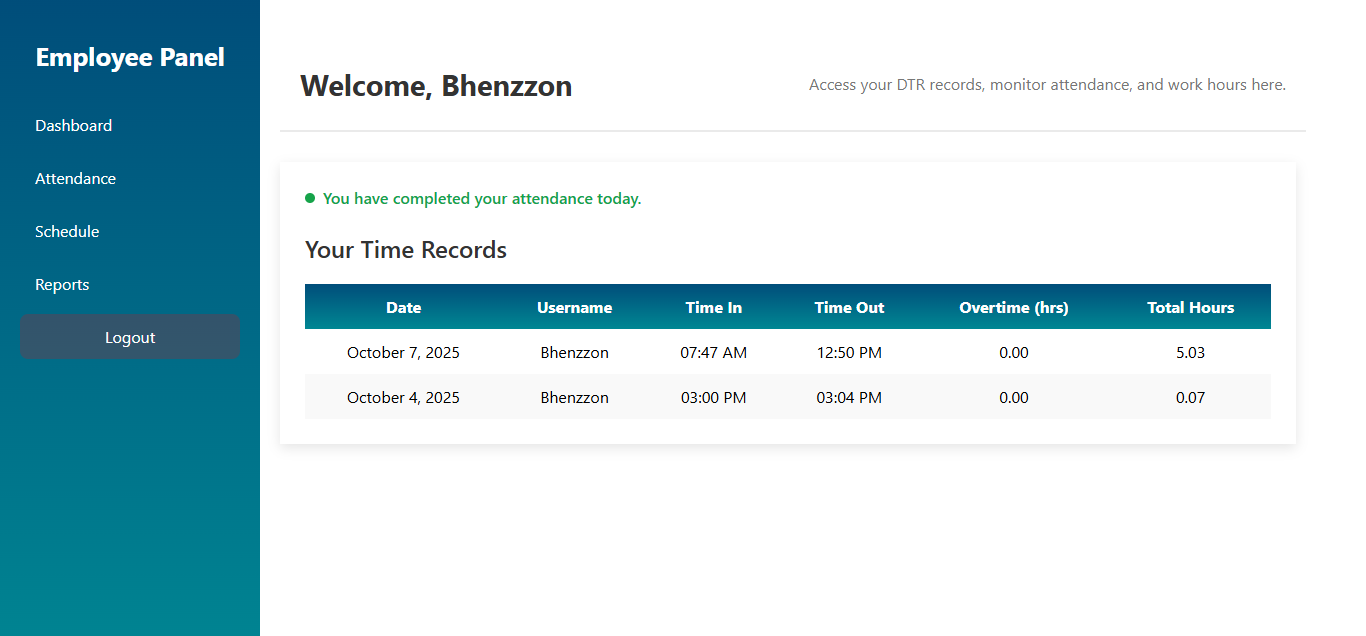 Employee Panel
Dashboard
Attendance
Schedule
Reports
Logout
Welcome, Bhenzzon
Access your DTR records, monitor attendance, and work hours here.
You have completed your attendance today.
Your Time Records
Date Username Time In Time Out Overtime (hrs) Total Hours
October 7, 2025 Bhenzzon 07:47 AM 12:50 PM 0.00 5.03
October 4, 2025 Bhenzzon 03:00 PM 03:04 PM 0.00 0.07